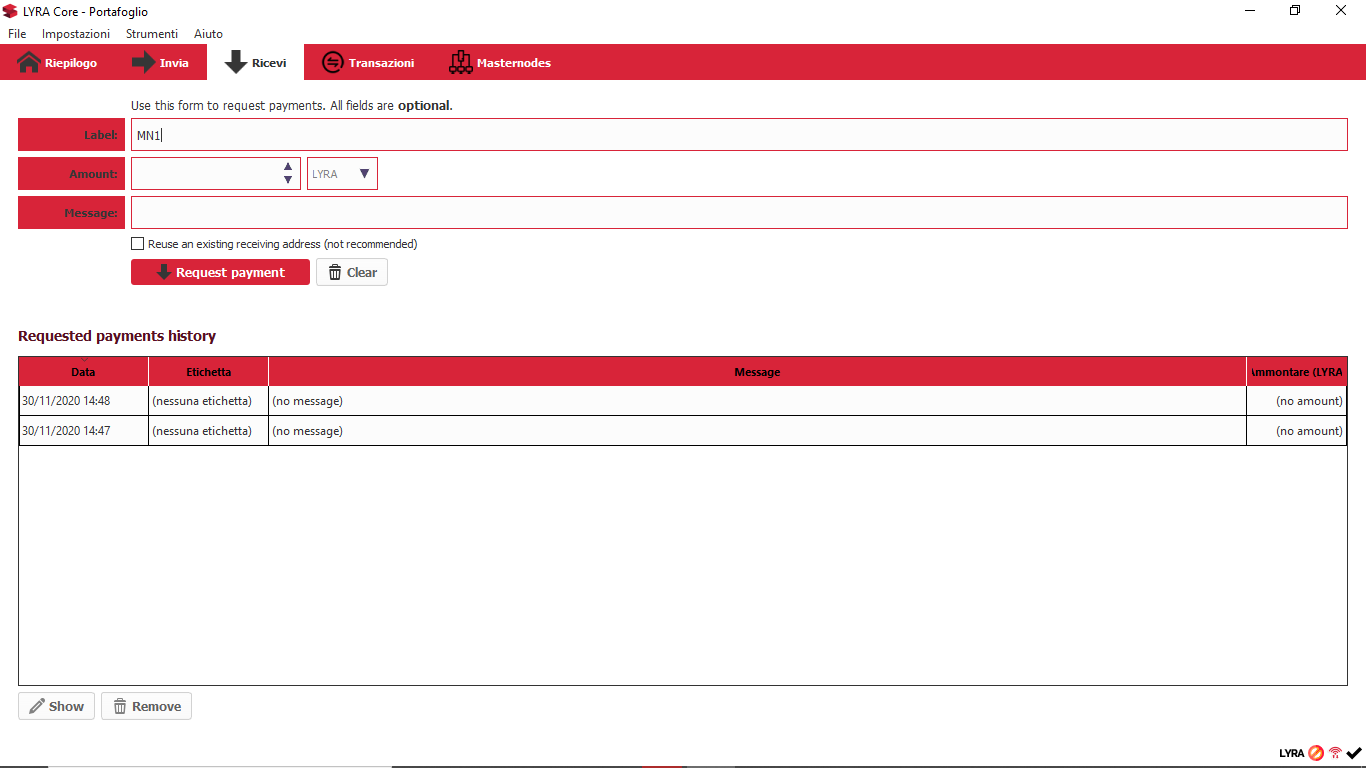 LYRA Core - Portafoglio
File Impostazioni Strumenti Aiuto
Riepilogo Invia Ricevi Transazioni Masternodes
Use this form to request payments. All fields are optional.
Label: MN1
Amount: LYRA
Message:
Reuse an existing receiving address (not recommended)
Request payment Clear
Requested payments history
Data Etichetta Message Ammontare (LYRA
30/11/2020 14:48 (nessuna etichetta) (no message) (no amount)
30/11/2020 14:47 (nessuna etichetta) (no message) (no amount)
Show Remove
LYRA